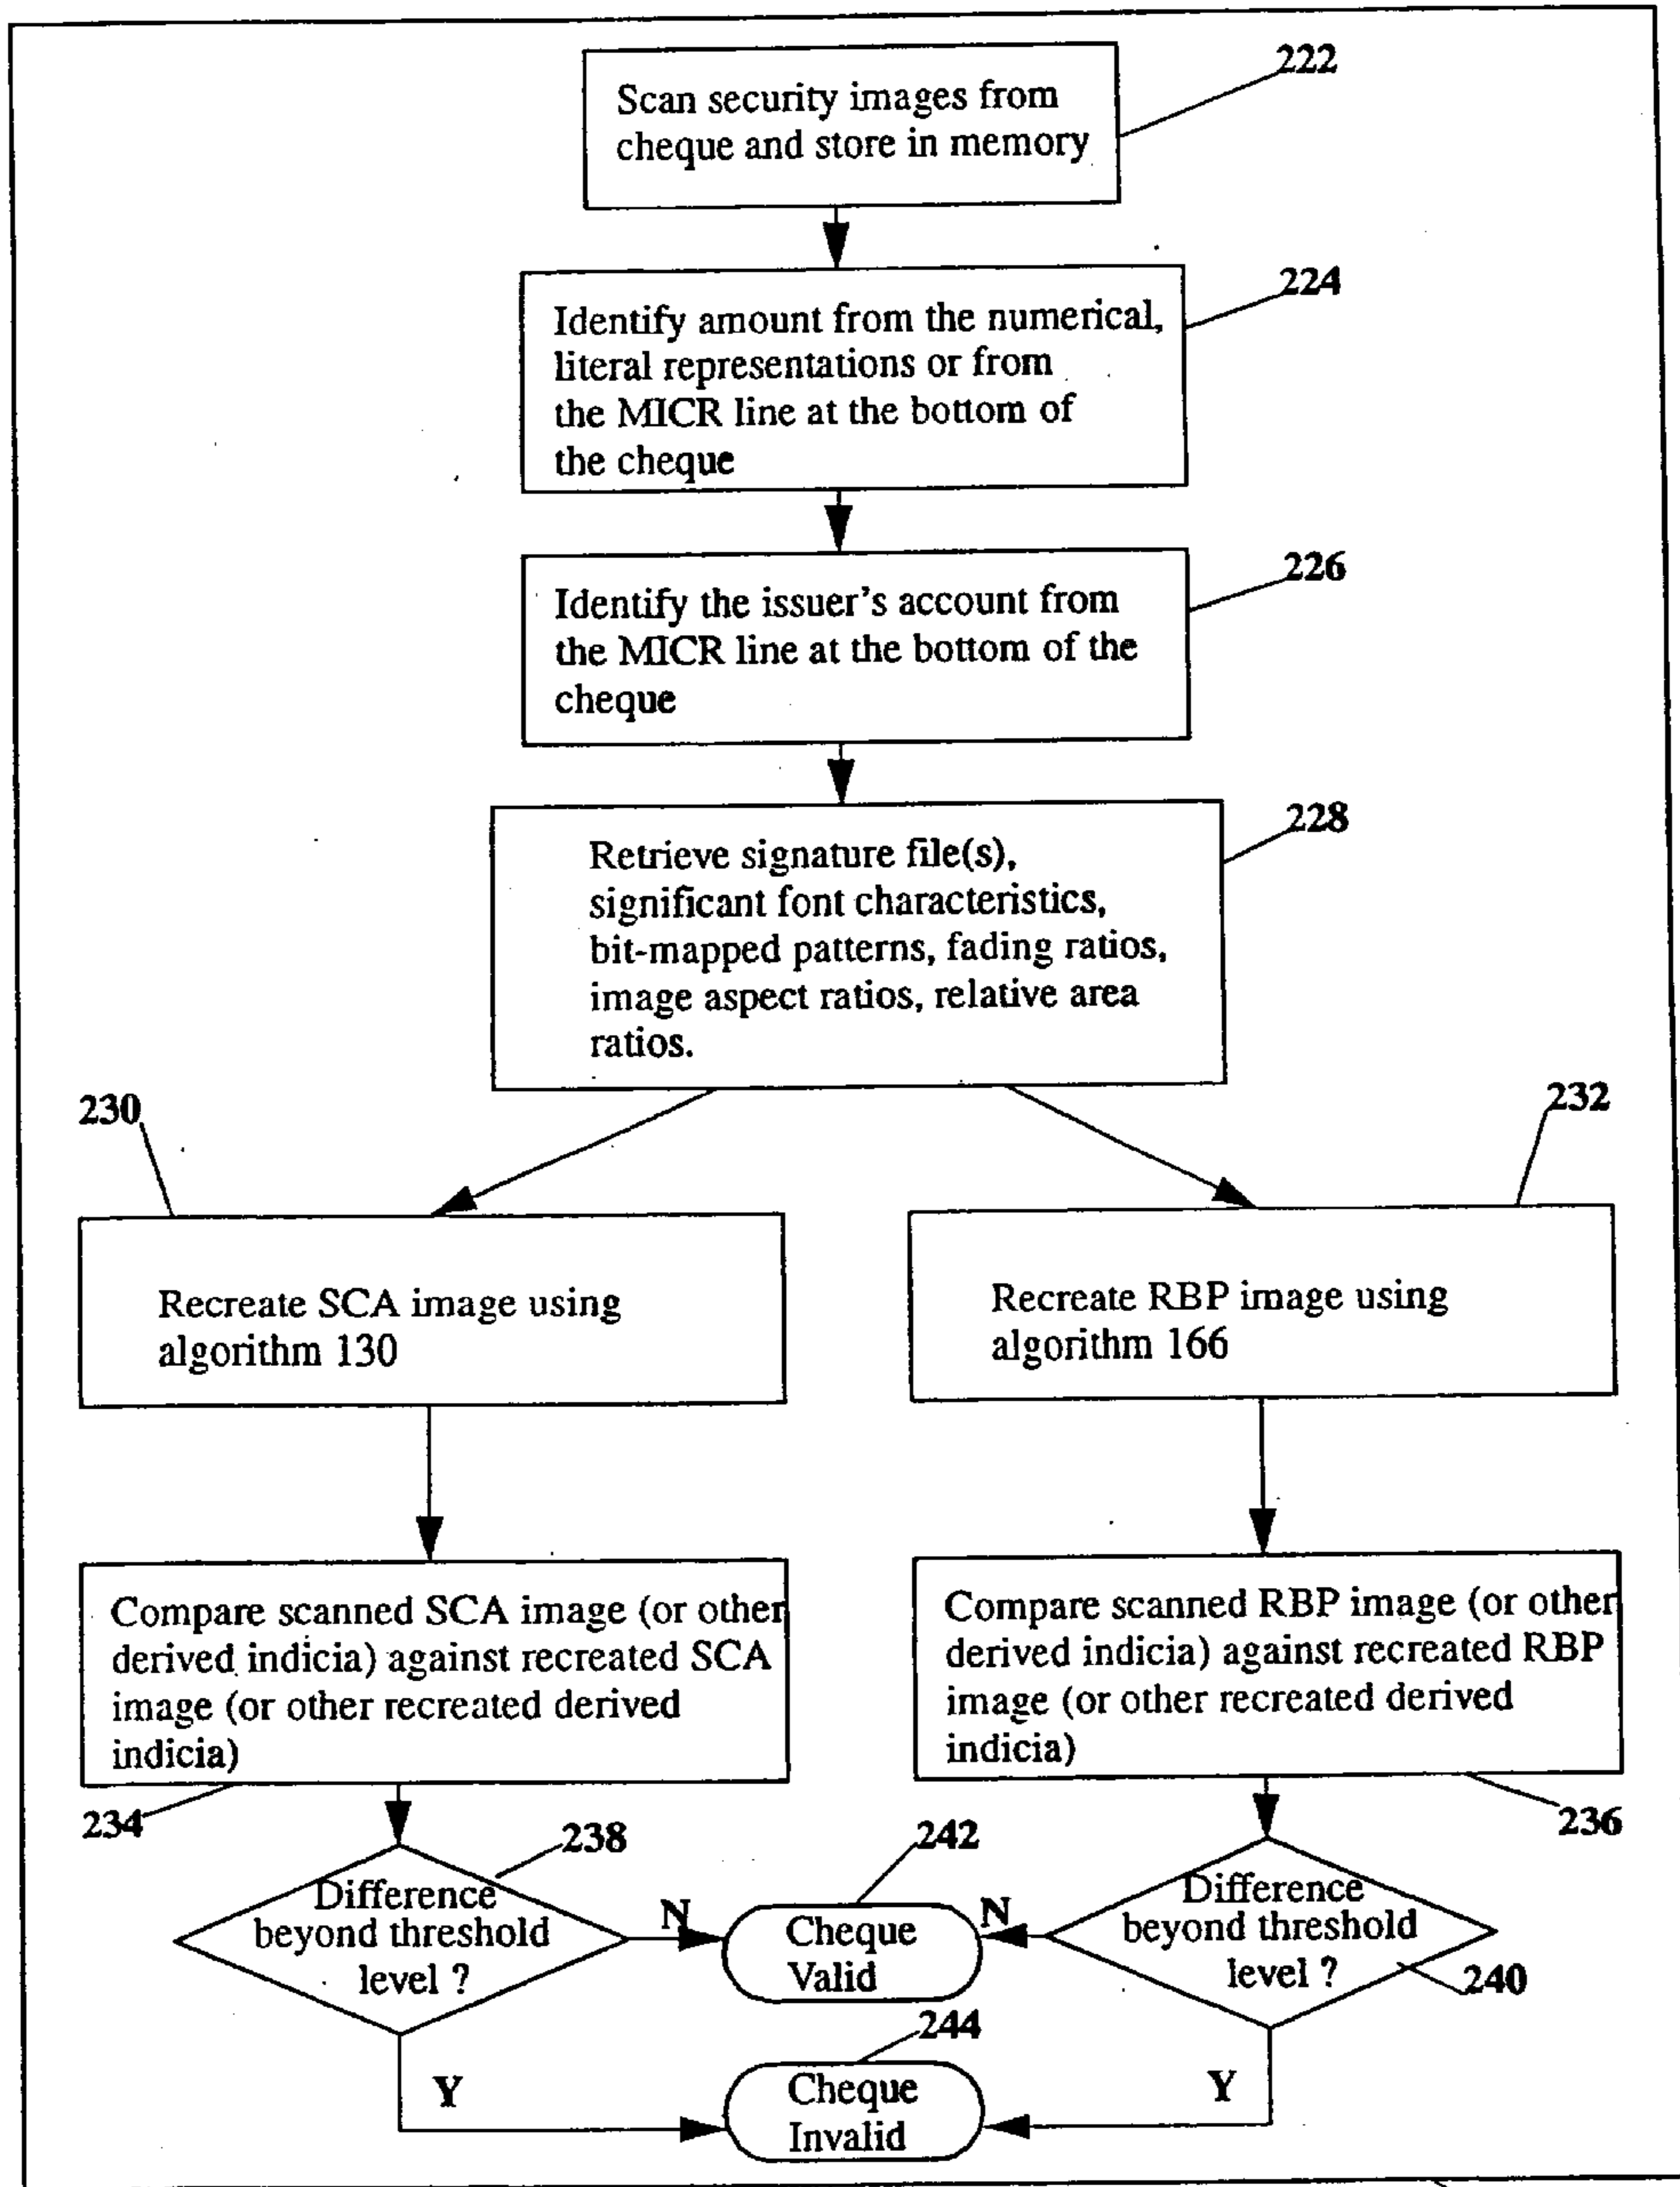 222
Scan security images from
cheque and store in memory
224
Identify amount from the numerical,
literal representations or from
the MICR line at the bottom of
the cheque
226
Identify the issuer's account from
the MICR line at the bottom of the
cheque
228
Retrieve signature file(s),
significant font characteristics,
bit-mapped patterns, fading ratios,
image aspect ratios, relative area
ratios.
230
232
Recreate SCA image using
algorithm 130
Recreate RBP image using
algorithm 166
Compare scanned SCA image (or other
derived indicia) against recreated SCA
image (or other recreated derived
indicia)
Compare scanned RBP image (or other
derived indicia) against recreated RBP
image (or other recreated derived
indicia)
234
236
238
242
Difference
beyond threshold
level ?
N
Cheque
Valid
N
Difference
beyond threshold
level ?
240
244
Y
Cheque
Invalid
Y